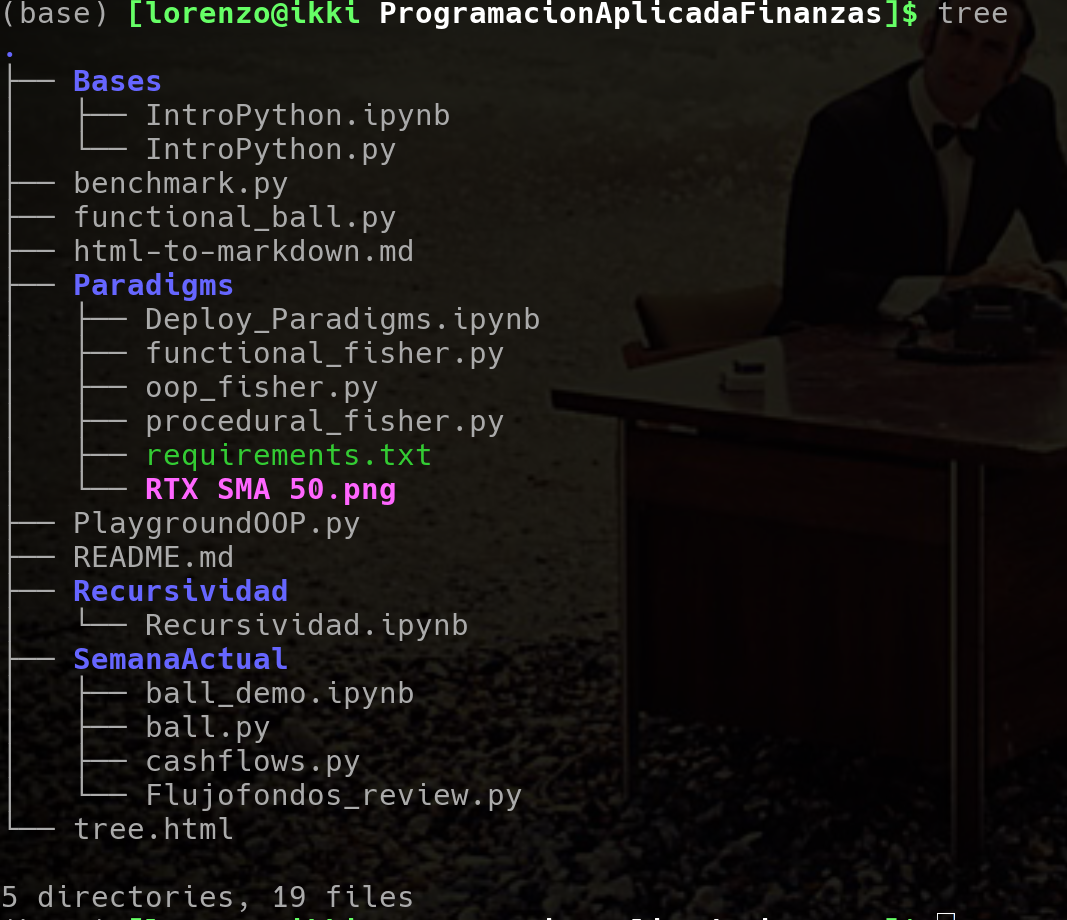 (base) [lorenzo@ikki ProgramacionAplicadaFinanzas]$ tree
.
├── Bases
│   ├── IntroPython.ipynb
│   └── IntroPython.py
├── benchmark.py
├── functional_ball.py
├── html-to-markdown.md
├── Paradigms
│   ├── Deploy_Paradigms.ipynb
│   ├── functional_fisher.py
│   ├── oop_fisher.py
│   ├── procedural_fisher.py
│   ├── requirements.txt
│   └── RTX SMA 50.png
├── PlaygroundOOP.py
├── README.md
├── Recursividad
│   └── Recursividad.ipynb
├── SemanaActual
│   ├── ball_demo.ipynb
│   ├── ball.py
│   ├── cashflows.py
│   └── Flujofondos_review.py
└── tree.html
5 directories, 19 files